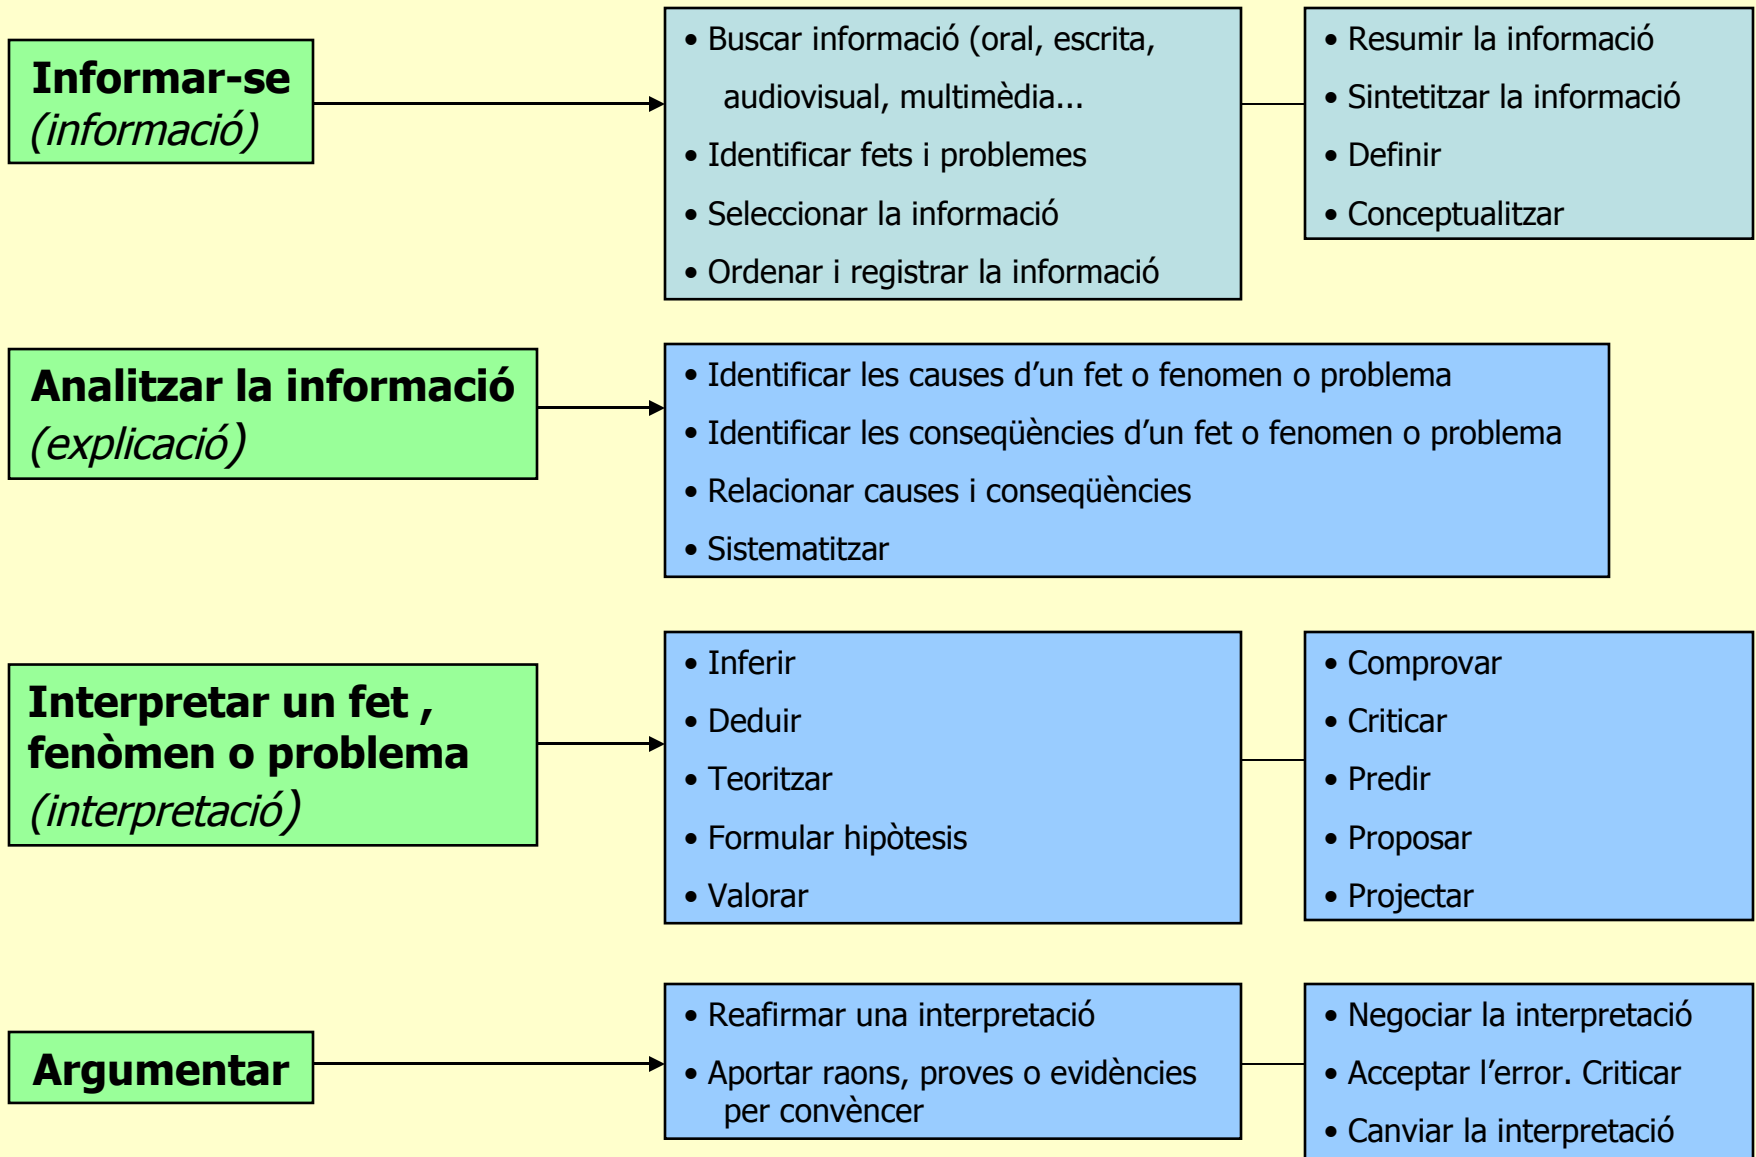 Informar-se
(informació)
• Buscar informació (oral, escrita,
audiovisual, multimèdia...
• Identificar fets i problemes
• Seleccionar la informació
• Ordenar i registrar la informació
• Resumir la informació
• Sintetitzar la informació
• Definir
• Conceptualitzar
Analitzar la informació
(explicació)
• Identificar les causes d’un fet o fenomen o problema
• Identificar les conseqüències d’un fet o fenomen o problema
• Relacionar causes i conseqüències
• Sistematitzar
Interpretar un fet ,
fenòmen o problema
(interpretació)
• Inferir
• Deduir
• Teoritzar
• Formular hipòtesis
• Valorar
• Comprovar
• Criticar
• Predir
• Proposar
• Projectar
Argumentar
• Reafirmar una interpretació
• Aportar raons, proves o evidències
per convèncer
• Negociar la interpretació
• Acceptar l’error. Criticar
• Canviar la interpretació